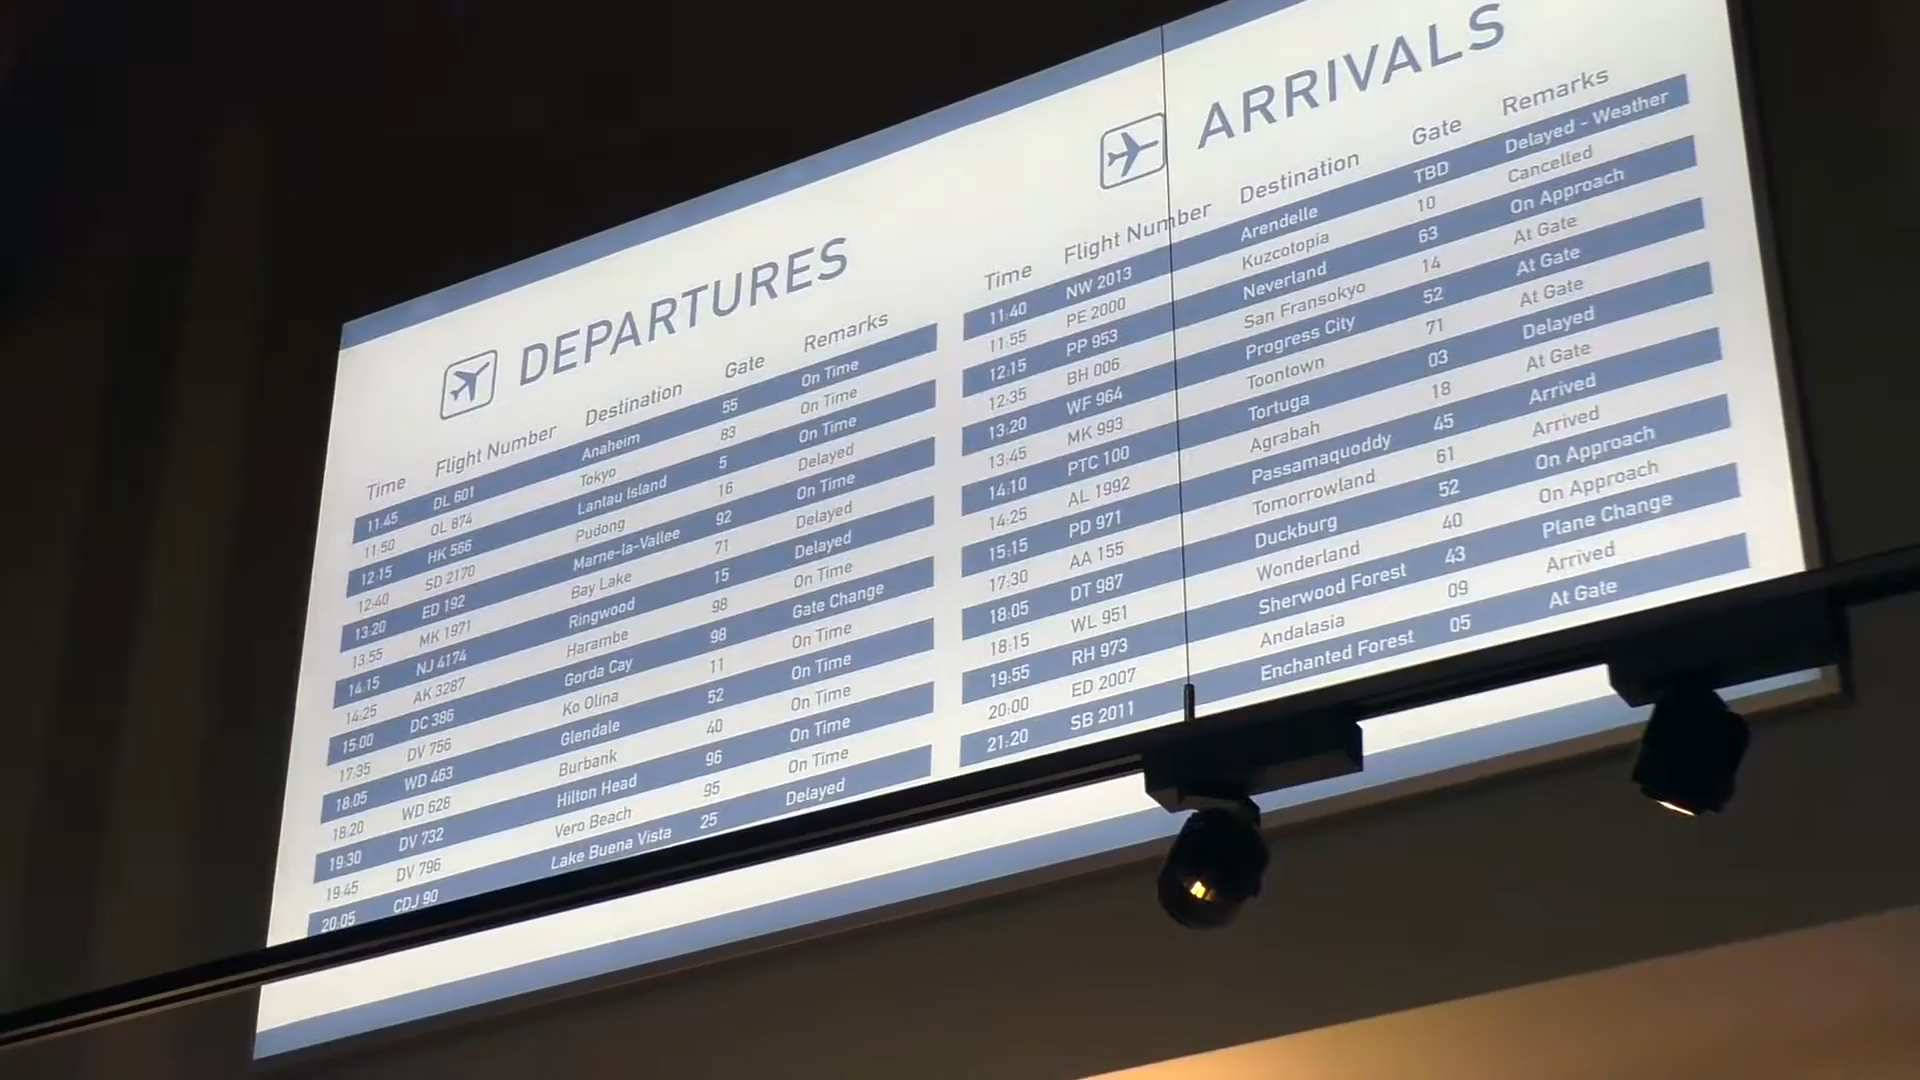 DEPARTURES
Time Flight Number Destination Gate Remarks
11:45 DL 601 Anaheim 55 On Time
11:50 OL 874 Tokyo 83 On Time
12:15 HK 566 Lantau Island 5 On Time
12:40 SD 2170 Pudong 16 Delayed
13:20 ED 192 Marne-la-Vallee 92 On Time
13:55 MK 1971 Bay Lake 71 Delayed
14:15 NJ 4174 Ringwood 15 Delayed
14:25 AK 3287 Harambe 98 On Time
15:00 DC 386 Gorda Cay 98 Gate Change
17:35 DV 756 Ko Olina 11 On Time
18:05 WD 463 Glendale 52 On Time
18:20 WD 628 Burbank 40 On Time
19:30 DV 732 Hilton Head 96 On Time
19:45 DV 796 Vero Beach 95 On Time
20:05 CDJ 90 Lake Buena Vista 25 Delayed
ARRIVALS
Time Flight Number Destination Gate Remarks
11:40 NW 2013 Arendelle TBD Delayed - Weather
11:55 PE 2000 Kuzcotopia 10 Cancelled
12:15 PP 953 Neverland 63 On Approach
12:35 BH 006 San Fransokyo 14 At Gate
13:20 WF 964 Progress City 52 At Gate
13:45 MK 993 Toontown 71 At Gate
14:10 PTC 100 Tortuga 03 Delayed
14:25 AL 1992 Agrabah 18 At Gate
15:15 PD 971 Passamaquoddy 45 Arrived
17:30 AA 155 Tomorrowland 61 Arrived
18:05 DT 987 Duckburg 52 On Approach
18:15 WL 951 Wonderland 40 On Approach
19:55 RH 973 Sherwood Forest 43 Plane Change
20:00 ED 2007 Andalasia 09 Arrived
21:20 SB 2011 Enchanted Forest 05 At Gate